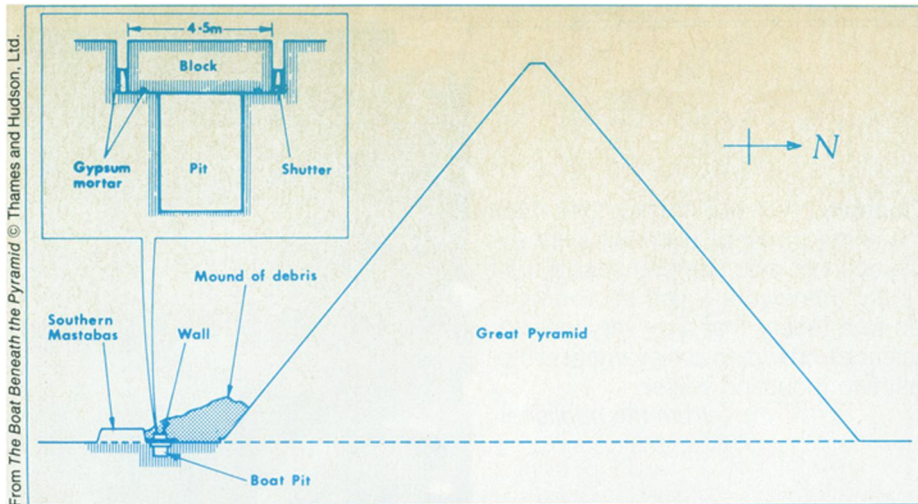 From The Boat Beneath the Pyramid © Thames and Hudson, Ltd.
4·5m
Block
Gypsum
mortar
Pit
Shutter
N
Mound of debris
Southern
Mastabas
Wall
Great Pyramid
Boat Pit